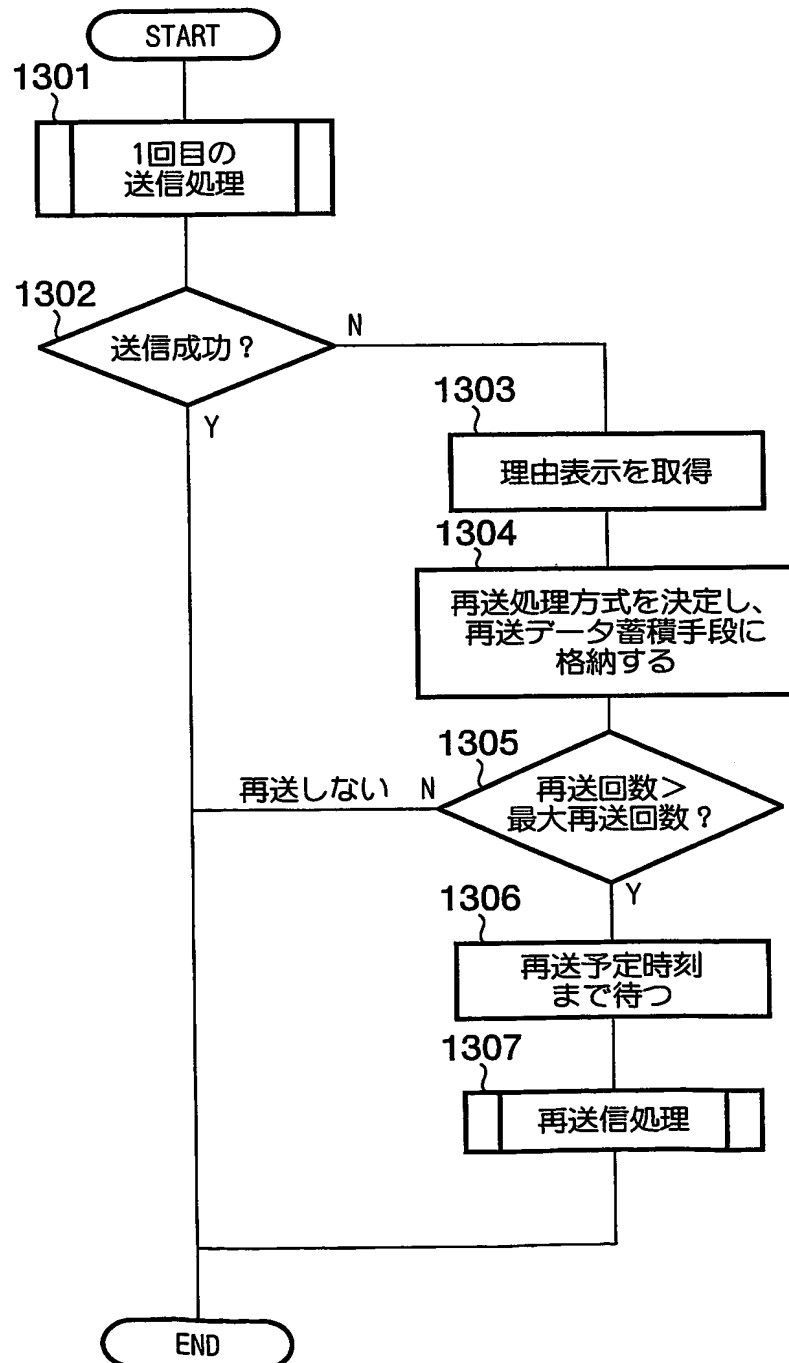 START
1301
1回目の
送信処理
1302
送信成功?
N
Y
1303
理由表示を取得
1304
再送処理方式を決定し、
再送データ蓄積手段に
格納する
1305
再送しない N
再送回数>
最大再送回数?
Y
1306
再送予定時刻
まで待つ
1307
再送信処理
END